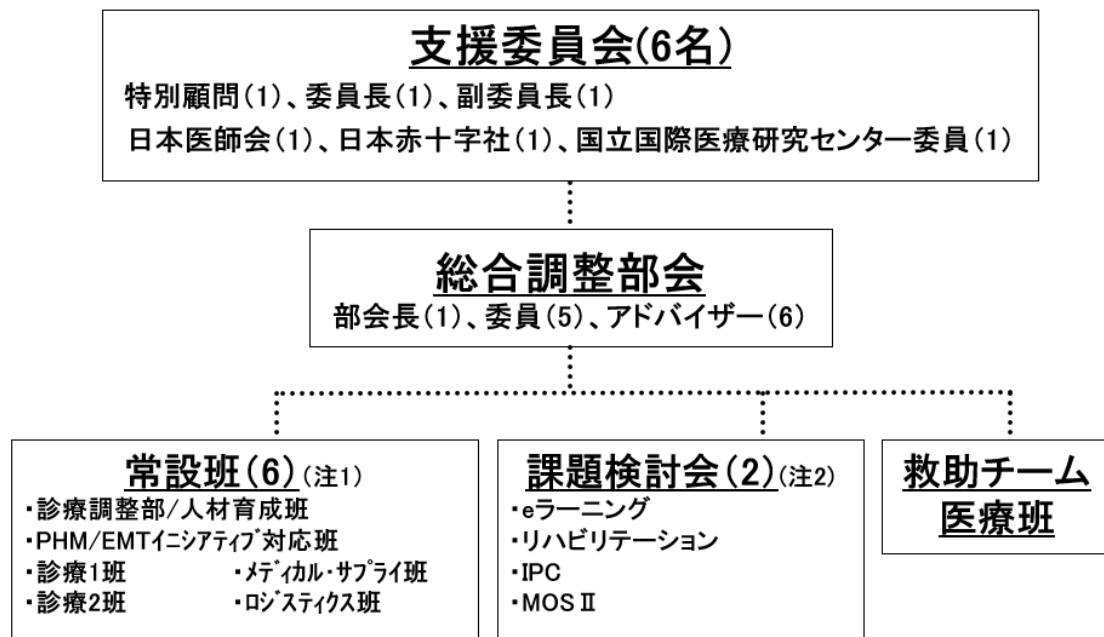 支援委員会(6名)
特別顧問(1)、委員長(1)、副委員長(1)
日本医師会(1)、日本赤十字社(1)、国立国際医療研究センター委員(1)
総合調整部会
部会長(1)、委員(5)、アドバイザー(6)
常設班(6)(注1)
・診療調整部/人材育成班
・PHM/EMTイニシアティブ対応班
・診療1班 ・メディカル・サプライ班
・診療2班 ・ロジスティクス班
課題検討会(2)(注2)
・eラーニング
・リハビリテーション
・IPC
・MOSⅡ
救助チーム
医療班